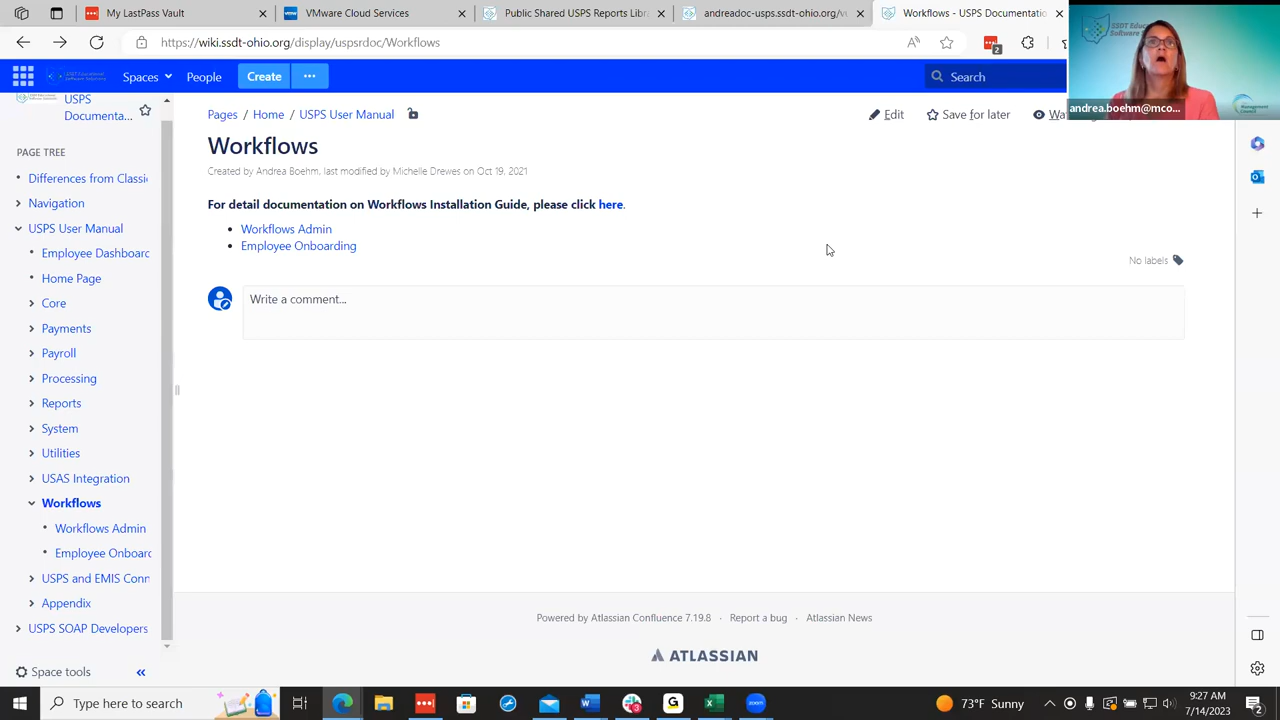 My LastPass Vault
VMware Cloud Services
Public Shared USPS Reports Library
andreadoc-usps.ssdt-ohio.org/
Workflows - USPS Documentatio
https://wiki.ssdt-ohio.org/display/uspsrdoc/Workflows
2
Spaces
People
Create
Search
andrea.boehm@mco...
USPS
Documenta...
PAGE TREE
Differences from Classi
Navigation
USPS User Manual
Employee Dashboard
Home Page
Core
Payments
Payroll
Processing
Reports
System
Utilities
USAS Integration
Workflows
Workflows Admin
Employee Onboard
USPS and EMIS Conn
Appendix
USPS SOAP Developers
Space tools
Pages / Home / USPS User Manual
Edit
Save for later
Wa
Workflows
Created by Andrea Boehm, last modified by Michelle Drewes on Oct 19, 2021
For detail documentation on Workflows Installation Guide, please click here.
Workflows Admin
Employee Onboarding
No labels
Write a comment...
Powered by Atlassian Confluence 7.19.8 · Report a bug · Atlassian News
ATLASSIAN
Type here to search
73°F Sunny
9:27 AM
7/14/2023
2